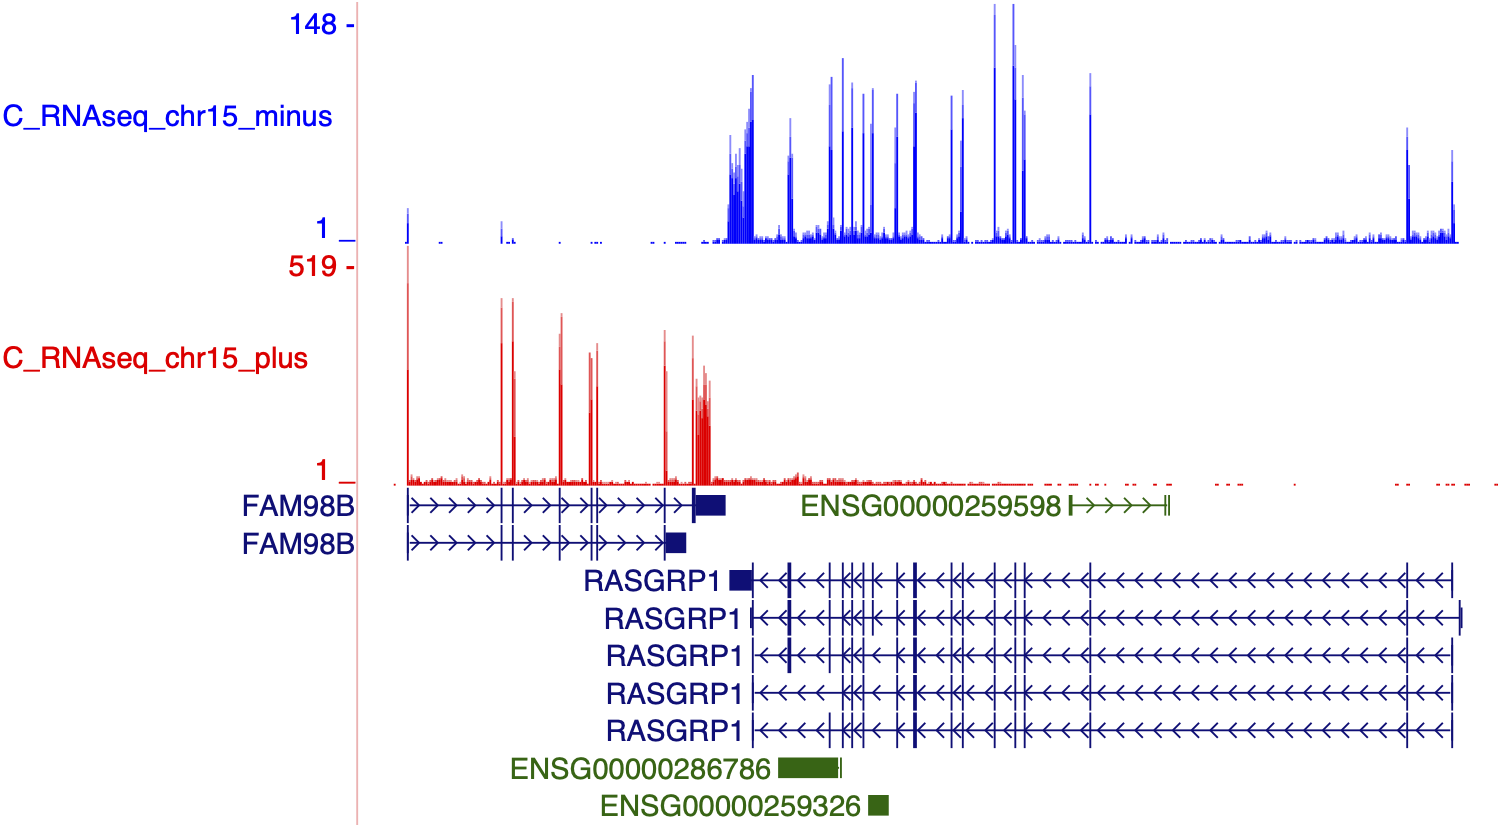 148 -
C_RNAseq_chr15_minus
1 _
519 -
C_RNAseq_chr15_plus
1 _
FAM98B
ENSG00000259598
FAM98B
RASGRP1
RASGRP1
RASGRP1
RASGRP1
RASGRP1
ENSG00000286786
ENSG00000259326